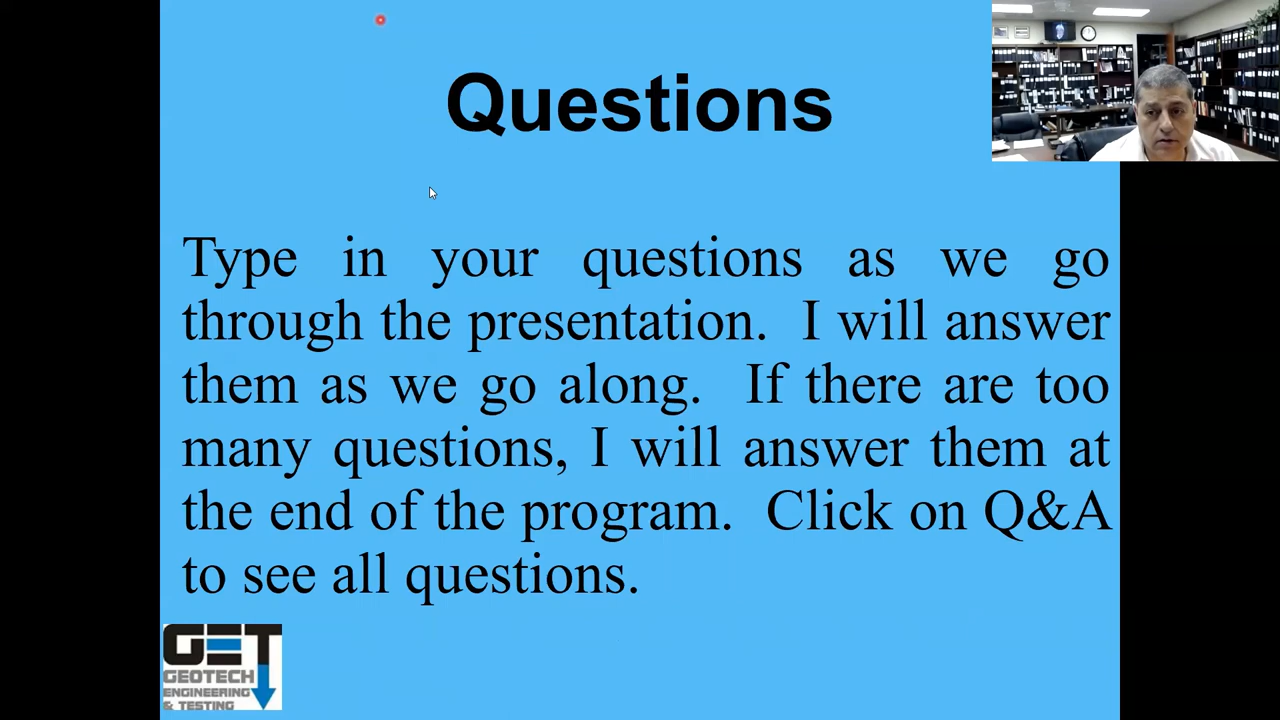 Questions
Type in your questions as we go
through the presentation. I will answer
them as we go along. If there are too
many questions, I will answer them at
the end of the program. Click on Q&A
to see all questions.
GET
GEOTECH
ENGINEERING
& TESTING